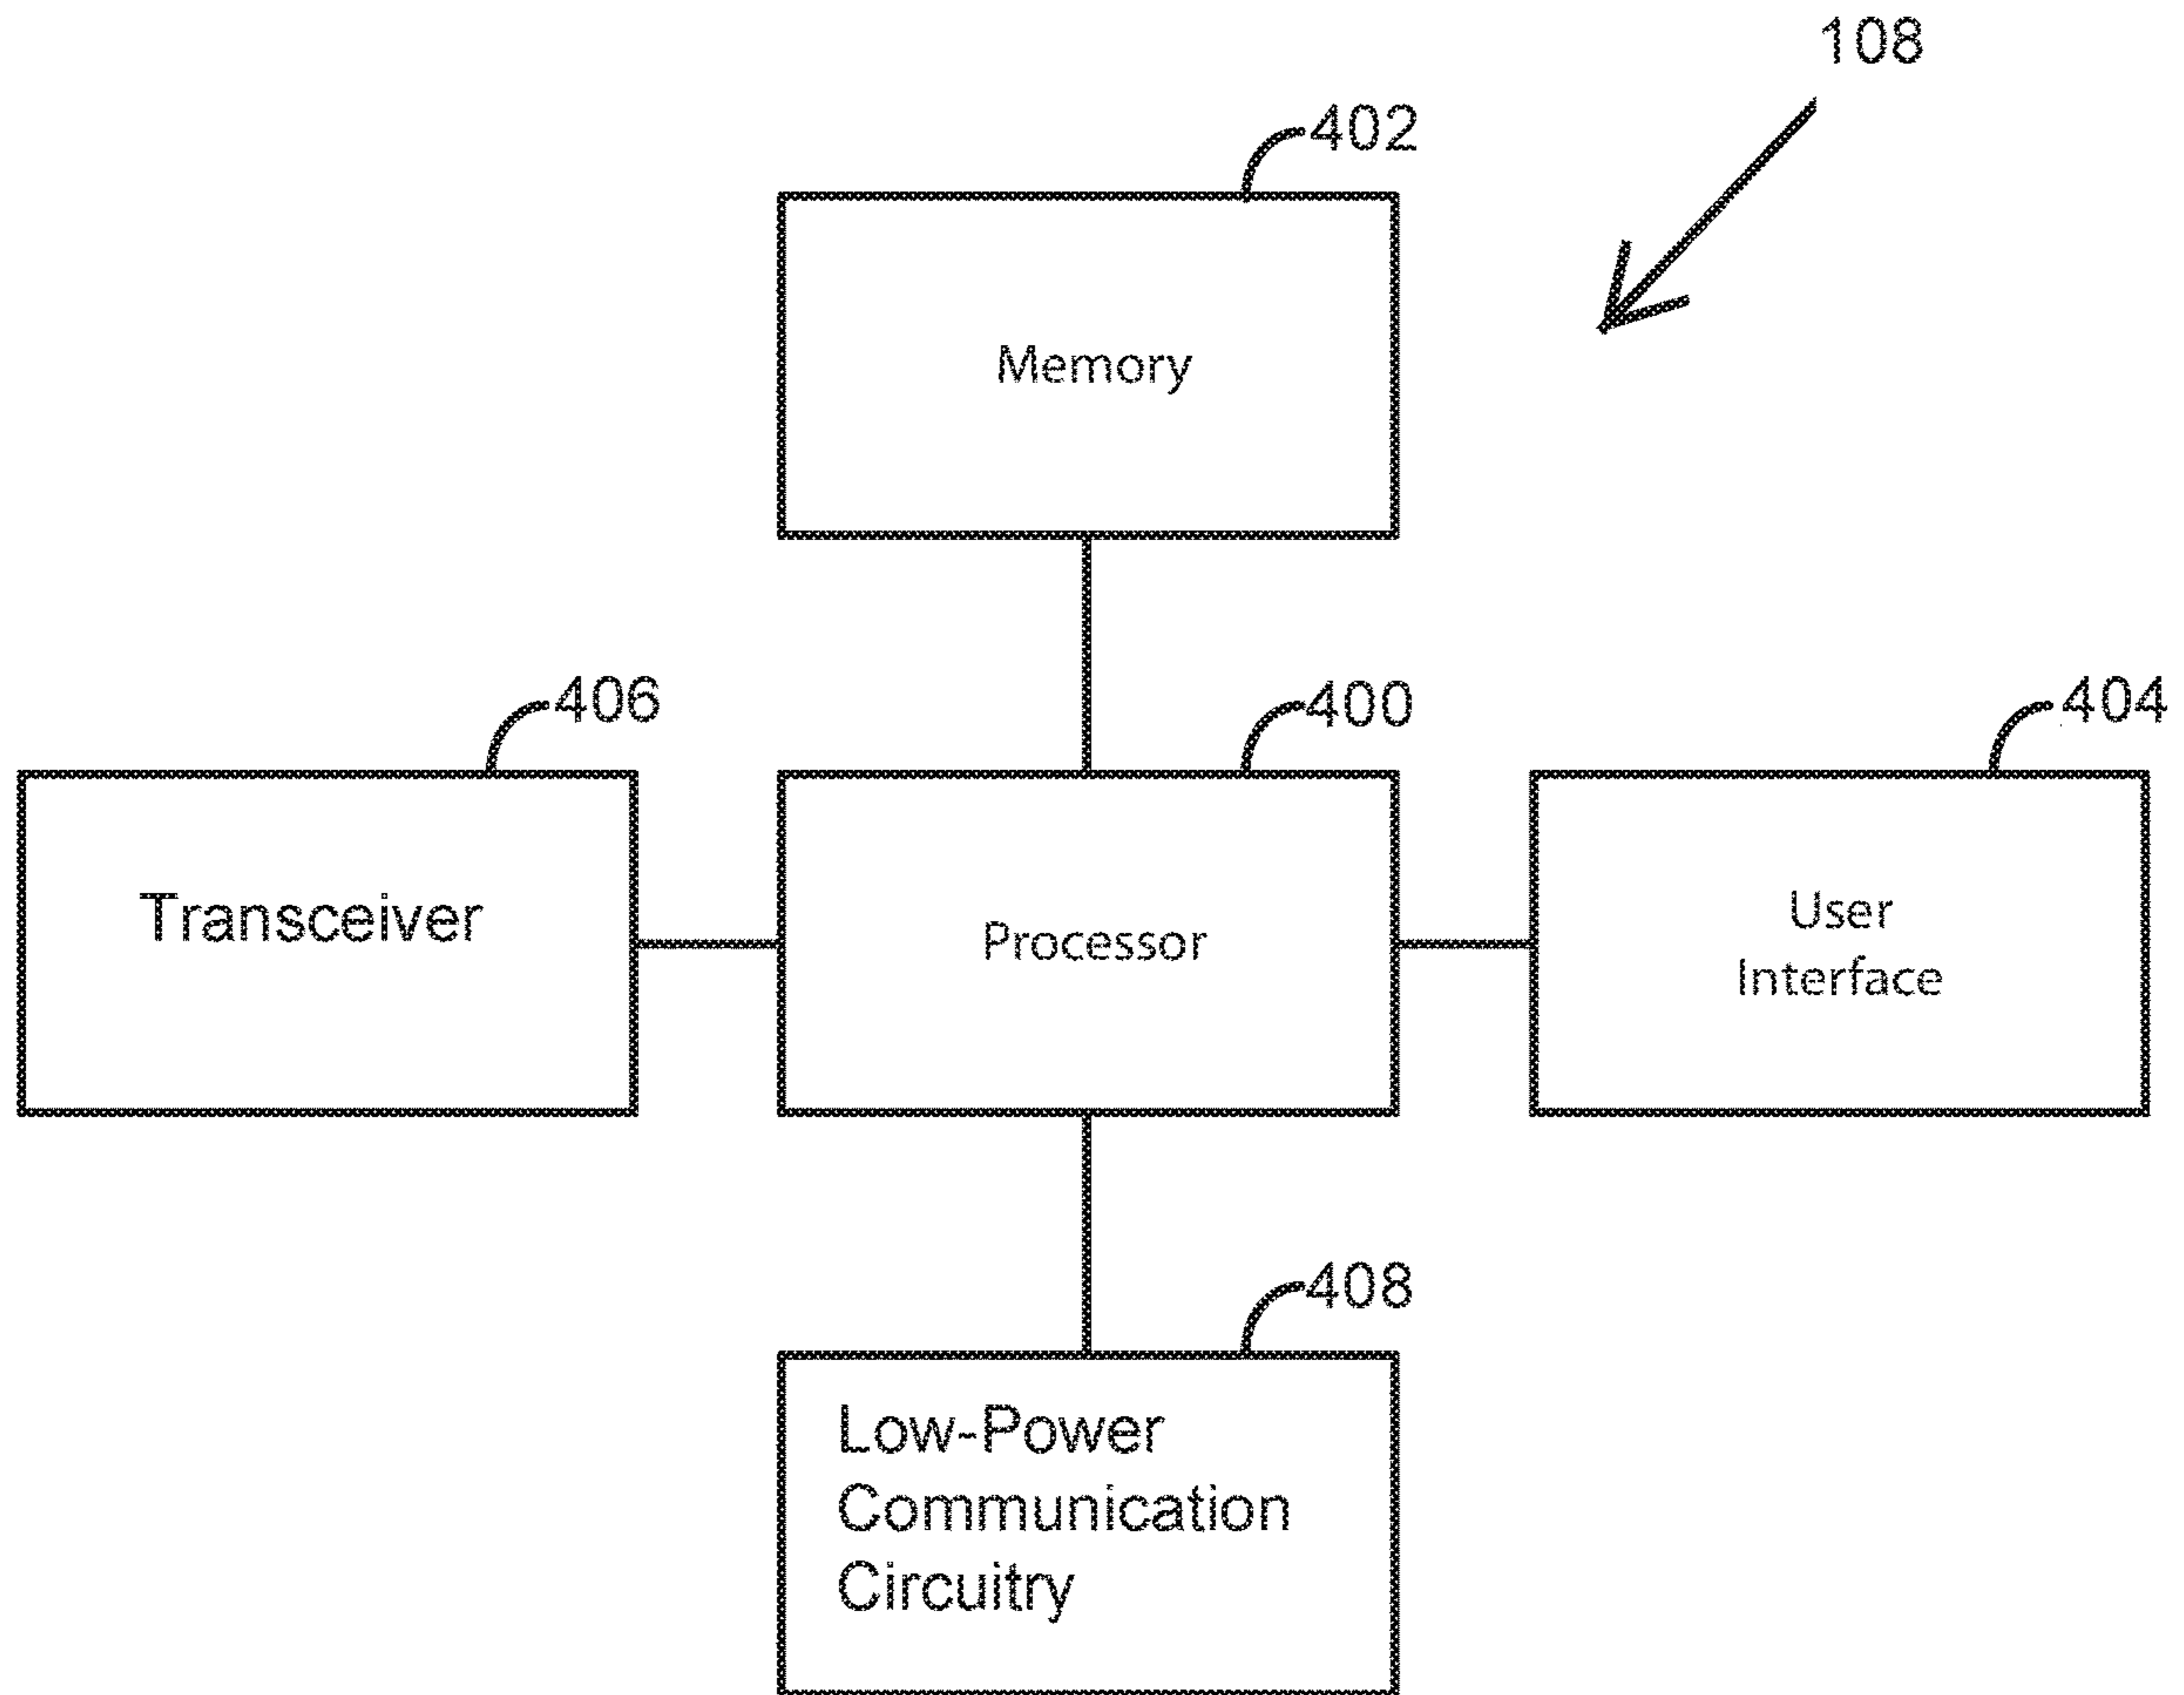 108
402
Memory
406
400
404
Transceiver
Processor
User
Interface
408
Low-Power
Communication
Circuitry